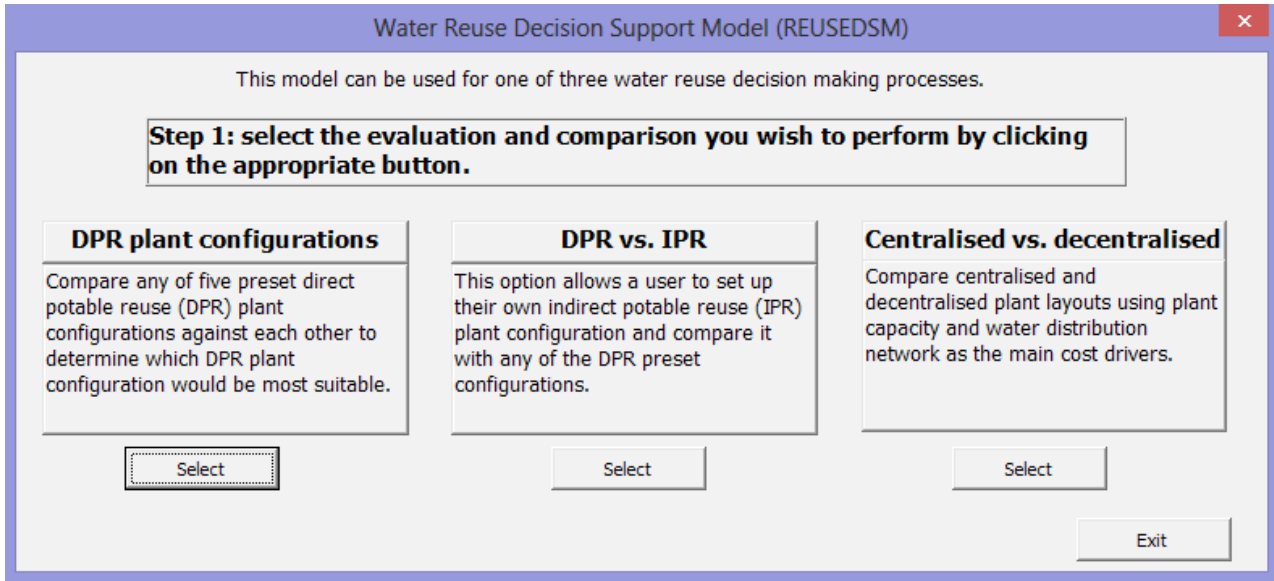 Water Reuse Decision Support Model (REUSEDSM)
This model can be used for one of three water reuse decision making processes.
Step 1: select the evaluation and comparison you wish to perform by clicking
on the appropriate button.
DPR plant configurations
Compare any of five preset direct
potable reuse (DPR) plant
configurations against each other to
determine which DPR plant
configuration would be most suitable.
Select
DPR vs. IPR
This option allows a user to set up
their own indirect potable reuse (IPR)
plant configuration and compare it
with any of the DPR preset
configurations.
Select
Centralised vs. decentralised
Compare centralised and
decentralised plant layouts using plant
capacity and water distribution
network as the main cost drivers.
Select
Exit